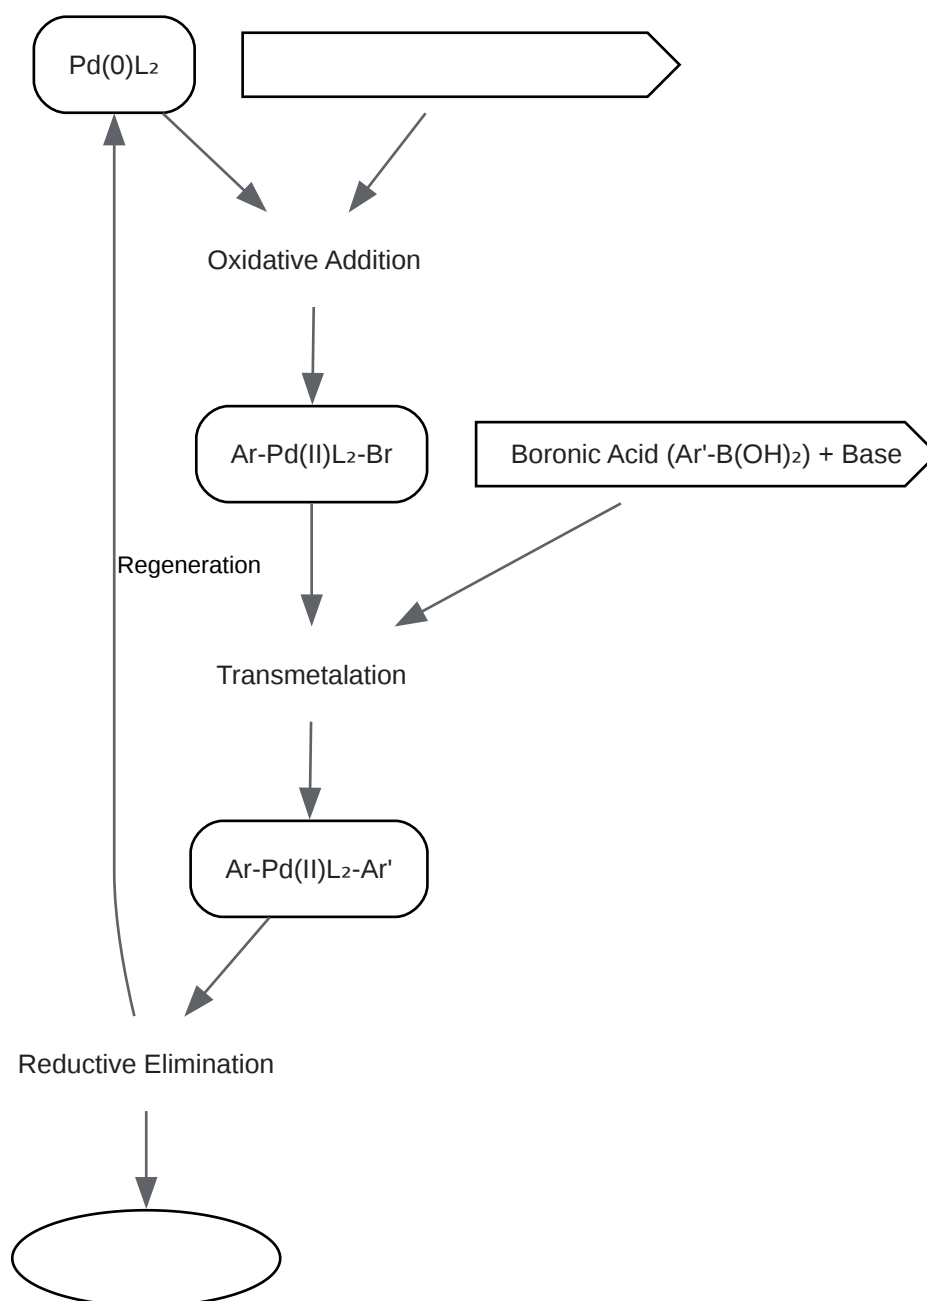 Pd(0)L₂
Oxidative Addition
Ar-Pd(II)L₂-Br
Boronic Acid (Ar'-B(OH)₂) + Base
Regeneration
Transmetalation
Ar-Pd(II)L₂-Ar'
Reductive Elimination